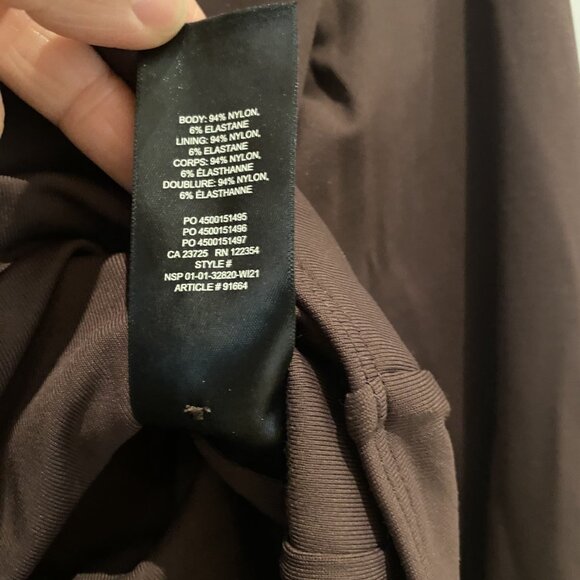 BODY: 94% NYLON,
6% ELASTANE
LINING: 94% NYLON,
6% ELASTANE
CORPS: 94% NYLON,
6% ÉLASTHANNE
DOUBLURE: 94% NYLON,
6% ÉLASTHANNE
PO 4500151495
PO 4500151496
PO 4500151497
CA 23725 RN 122354
STYLE #
NSP 01-01-32820-WI21
ARTICLE # 91664